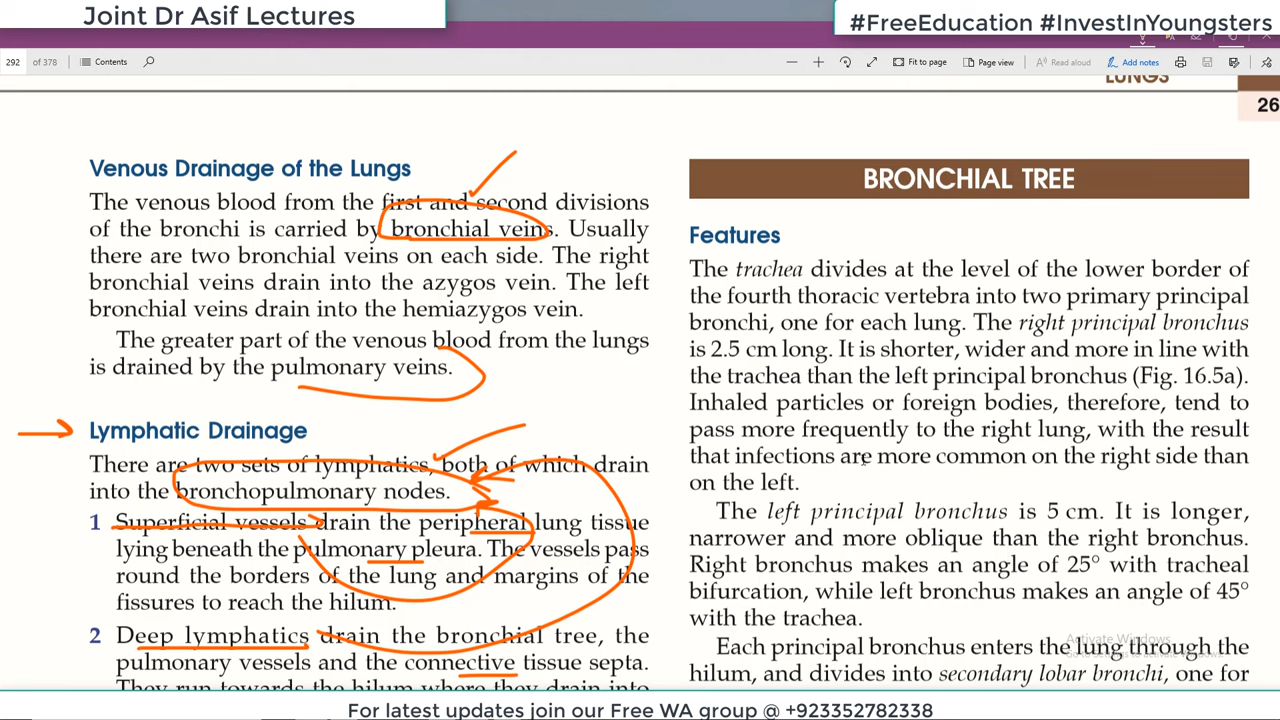 Joint Dr Asif Lectures
#FreeEducation #InvestInYoungsters
292 of 378
Contents
Fit to page
Page view
Read aloud
Add notes
LUNGS
26
Venous Drainage of the Lungs
The venous blood from the first and second divisions
of the bronchi is carried by bronchial veins. Usually
there are two bronchial veins on each side. The right
bronchial veins drain into the azygos vein. The left
bronchial veins drain into the hemiazygos vein.
The greater part of the venous blood from the lungs
is drained by the pulmonary veins.
Lymphatic Drainage
There are two sets of lymphatics, both of which drain
into the bronchopulmonary nodes.
1 Superficial vessels drain the peripheral lung tissue
lying beneath the pulmonary pleura. The vessels pass
round the borders of the lung and margins of the
fissures to reach the hilum.
2 Deep lymphatics drain the bronchial tree, the
pulmonary vessels and the connective tissue septa.
They run towards the hilum where they drain into
BRONCHIAL TREE
Features
The trachea divides at the level of the lower border of
the fourth thoracic vertebra into two primary principal
bronchi, one for each lung. The right principal bronchus
is 2.5 cm long. It is shorter, wider and more in line with
the trachea than the left principal bronchus (Fig. 16.5a).
Inhaled particles or foreign bodies, therefore, tend to
pass more frequently to the right lung, with the result
that infections are more common on the right side than
on the left.
The left principal bronchus is 5 cm. It is longer,
narrower and more oblique than the right bronchus.
Right bronchus makes an angle of 25° with tracheal
bifurcation, while left bronchus makes an angle of 45°
with the trachea.
Each principal bronchus enters the lung through the
hilum, and divides into secondary lobar bronchi, one for
Activate Windows
For latest updates join our Free WA group @ +923352782338